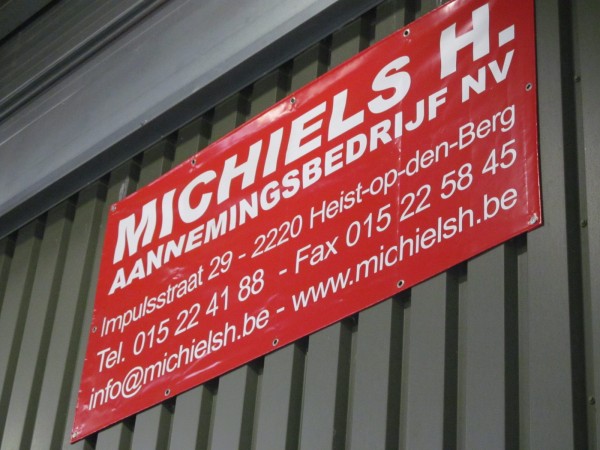 MICHIELS H.
AANNEMINGSBEDRIJF NV
Impulsstraat 29 - 2220 Heist-op-den-Berg
Tel. 015 22 41 88 - Fax 015 22 58 45
info@michielsh.be - www.michielsh.be